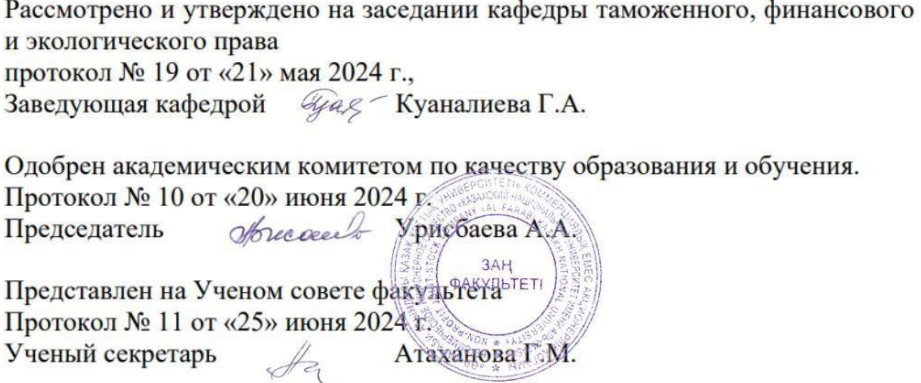 Рассмотрено и утверждено на заседании кафедры таможенного, финансового
и экологического права
протокол № 19 от «21» мая 2024 г.,
Заведующая кафедрой Куаналиева Г.А.
Одобрен академическим комитетом по качеству образования и обучения.
Протокол № 10 от «20» июня 2024 г.
Председатель Урисбаева А.А.
Представлен на Ученом совете факультета
Протокол № 11 от «25» июня 2024 г.
Ученый секретарь Атаханова Г.М.
ЗАҢ
ФАКУЛЬТЕТІ